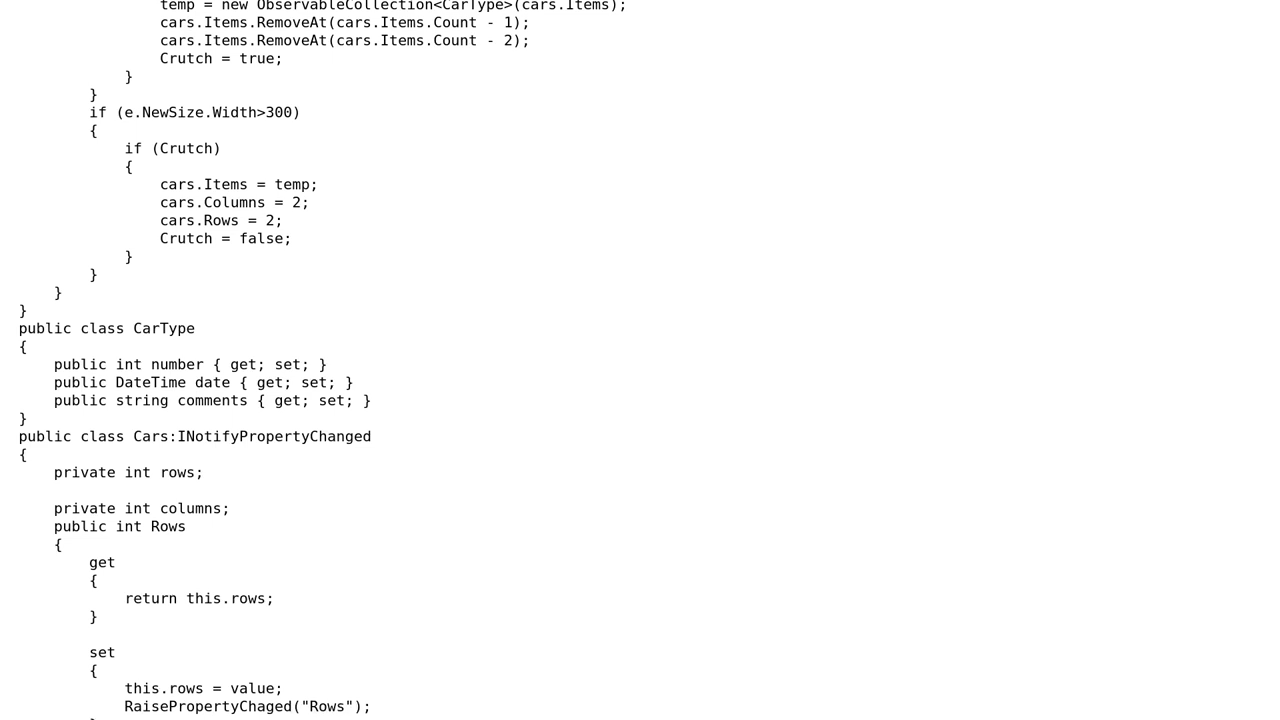 temp = new ObservableCollection<CarType>(cars.Items);
cars.Items.RemoveAt(cars.Items.Count - 1);
cars.Items.RemoveAt(cars.Items.Count - 2);
Crutch = true;
}
}
if (e.NewSize.Width>300)
{
if (Crutch)
{
cars.Items = temp;
cars.Columns = 2;
cars.Rows = 2;
Crutch = false;
}
}
}
}
public class CarType
{
public int number { get; set; }
public DateTime date { get; set; }
public string comments { get; set; }
}
public class Cars:INotifyPropertyChanged
{
private int rows;
private int columns;
public int Rows
{
get
{
return this.rows;
}
set
{
this.rows = value;
RaisePropertyChaged("Rows");
}